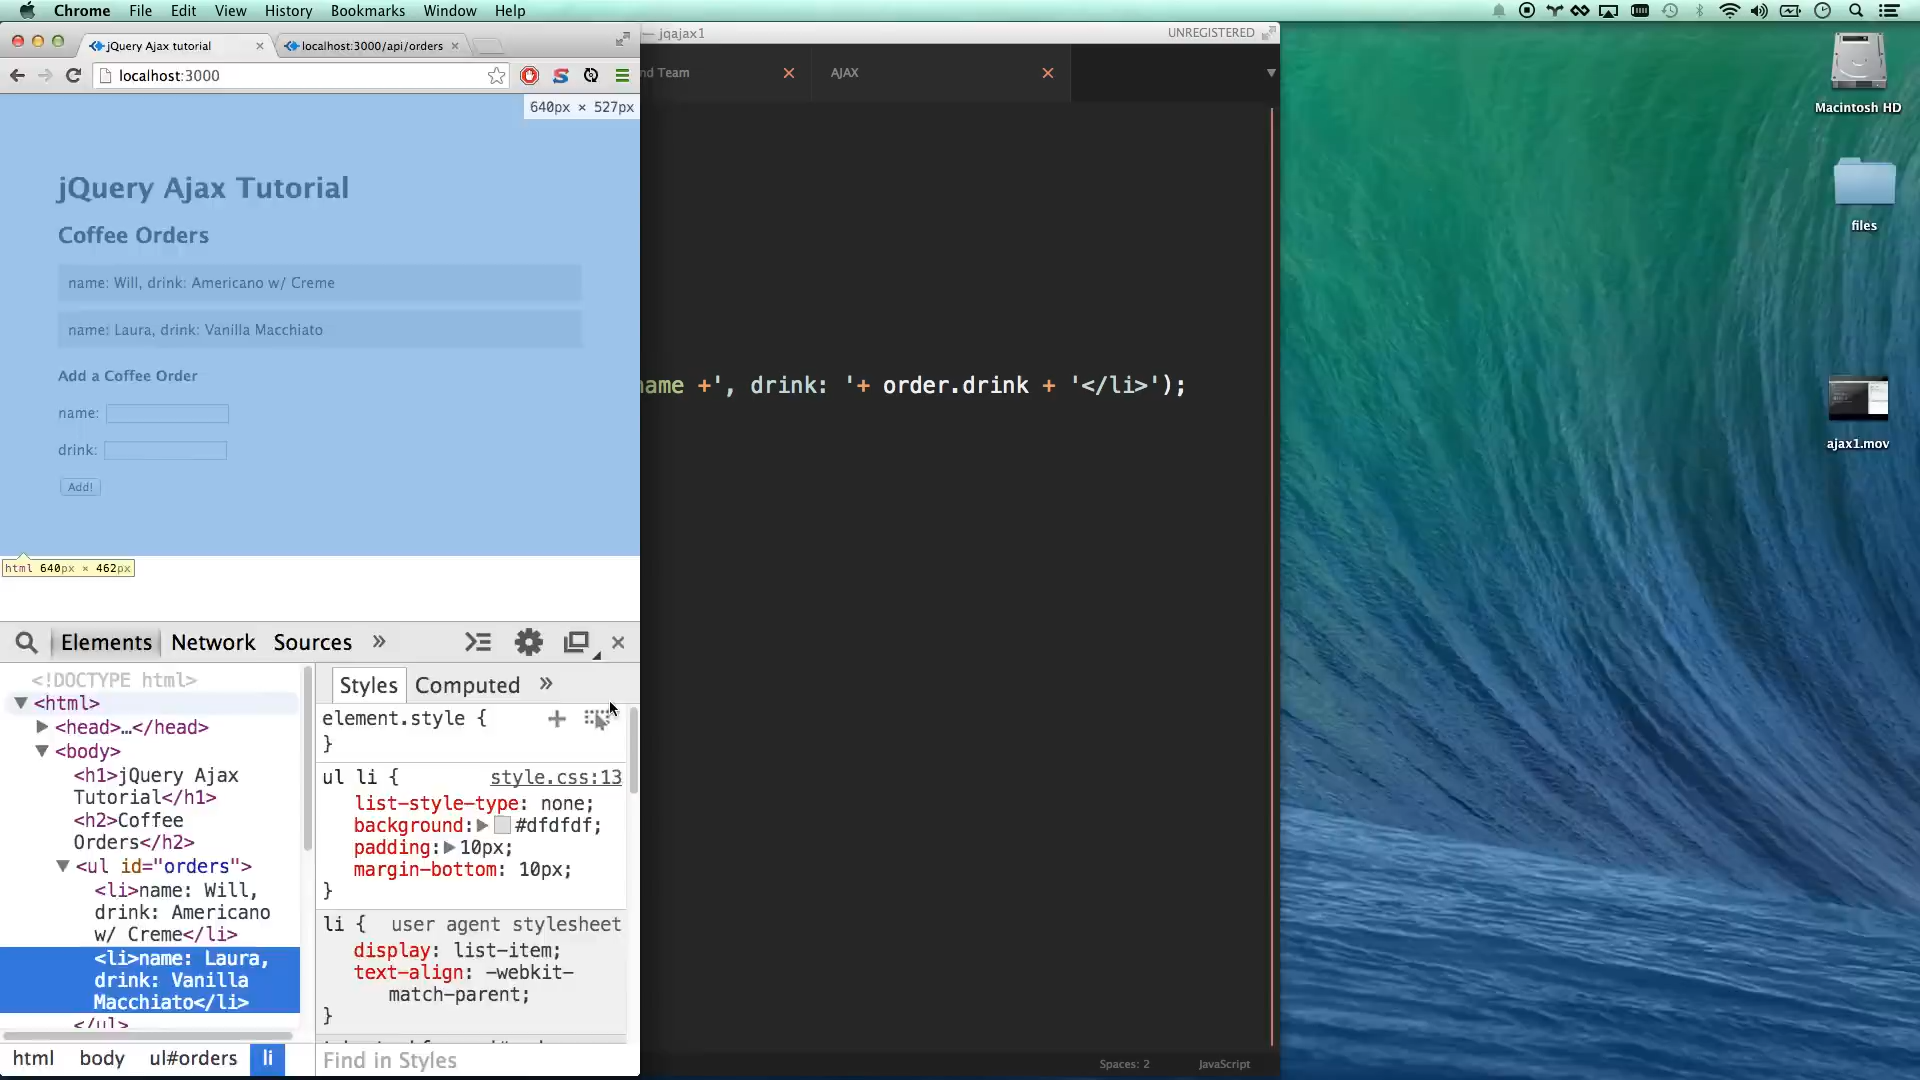 Chrome File Edit View History Bookmarks Window Help
jQuery Ajax tutorial
localhost:3000/api/orders
— jqajax1
UNREGISTERED
localhost:3000
nd Team
AJAX
640px × 527px
Macintosh HD
jQuery Ajax Tutorial
Coffee Orders
files
name: Will, drink: Americano w/ Creme
name: Laura, drink: Vanilla Macchiato
Add a Coffee Order
name +', drink: '+ order.drink + '</li>');
name:
drink:
ajax1.mov
Add!
html 640px × 462px
Elements Network Sources »
<!DOCTYPE html>
<html>
<head>…</head>
<body>
<h1>jQuery Ajax
Tutorial</h1>
<h2>Coffee
Orders</h2>
<ul id="orders">
<li>name: Will,
drink: Americano
w/ Creme</li>
<li>name: Laura,
drink: Vanilla
Macchiato</li>
</ul>
html body ul#orders li
Styles Computed »
element.style {
}
ul li { style.css:13
list-style-type: none;
background: #dfdfdf;
padding: 10px;
margin-bottom: 10px;
}
li { user agent stylesheet
display: list-item;
text-align: -webkit-
match-parent;
}
Find in Styles
Spaces: 2
JavaScript